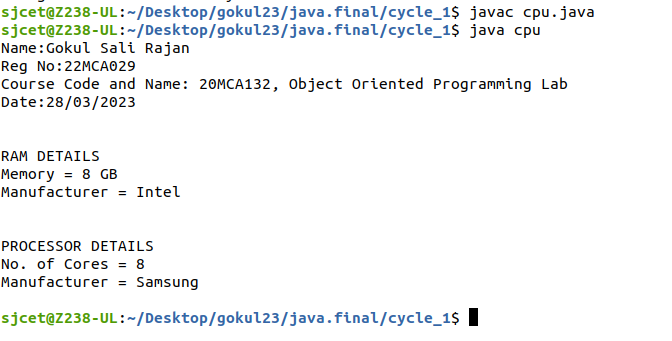 sjcet@Z238-UL:~/Desktop/gokul23/java.final/cycle_1$ javac cpu.java
sjcet@Z238-UL:~/Desktop/gokul23/java.final/cycle_1$ java cpu
Name:Gokul Sali Rajan
Reg No:22MCA029
Course Code and Name: 20MCA132, Object Oriented Programming Lab
Date:28/03/2023
RAM DETAILS
Memory = 8 GB
Manufacturer = Intel
PROCESSOR DETAILS
No. of Cores = 8
Manufacturer = Samsung
sjcet@Z238-UL:~/Desktop/gokul23/java.final/cycle_1$